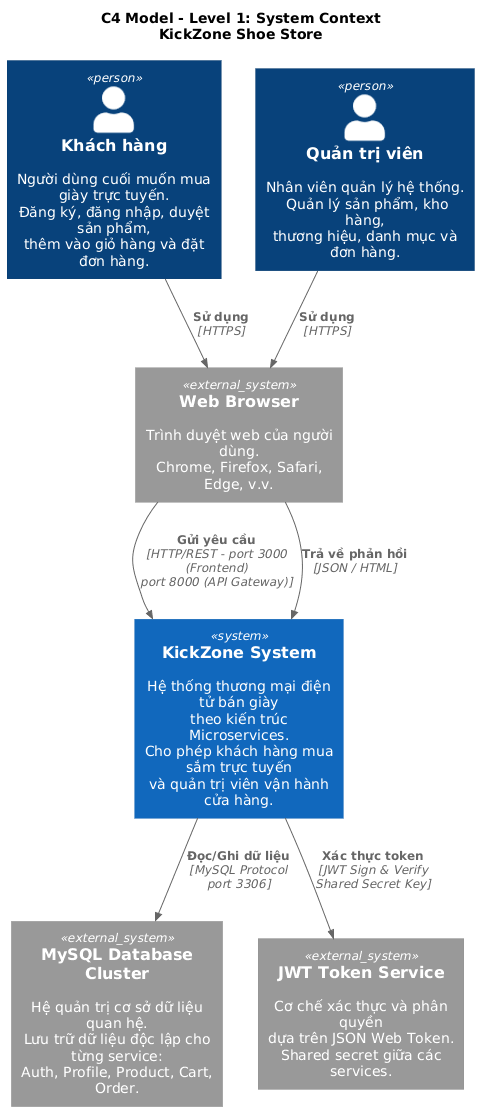 C4 Model - Level 1: System Context
KickZone Shoe Store
«person»
Khách hàng
Người dùng cuối muốn mua
giày trực tuyến.
Đăng ký, đăng nhập, duyệt
sản phẩm,
thêm vào giỏ hàng và đặt
đơn hàng.
«person»
Quản trị viên
Nhân viên quản lý hệ thống.
Quản lý sản phẩm, kho
hàng,
thương hiệu, danh mục và
đơn hàng.
Sử dụng
[HTTPS]
Sử dụng
[HTTPS]
«external_system»
Web Browser
Trình duyệt web của người
dùng.
Chrome, Firefox, Safari,
Edge, v.v.
Gửi yêu cầu
[HTTP/REST - port 3000
(Frontend)
port 8000 (API Gateway)]
Trả về phản hồi
[JSON / HTML]
«system»
KickZone System
Hệ thống thương mại điện
tử bán giày
theo kiến trúc
Microservices.
Cho phép khách hàng mua
sắm trực tuyến
và quản trị viên vận hành
cửa hàng.
Đọc/Ghi dữ liệu
[MySQL Protocol
port 3306]
Xác thực token
[JWT Sign & Verify
Shared Secret Key]
«external_system»
MySQL Database
Cluster
Hệ quản trị cơ sở dữ liệu
quan hệ.
Lưu trữ dữ liệu độc lập cho
từng service:
Auth, Profile, Product, Cart,
Order.
«external_system»
JWT Token Service
Cơ chế xác thực và phân
quyền
dựa trên JSON Web Token.
Shared secret giữa các
services.